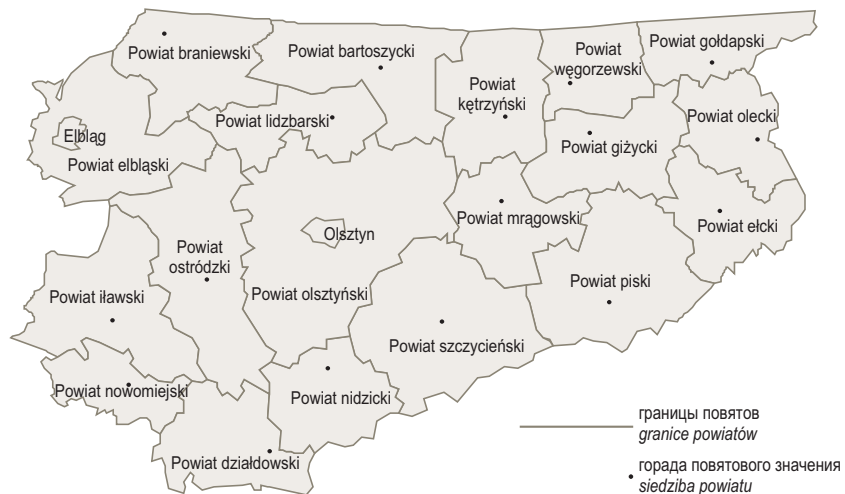 Powiat braniewski
Powiat bartoszycki
Powiat
kętrzyński
Powiat
węgorzewski
Powiat gołdapski
Elbląg
Powiat elbląski
Powiat lidzbarski
Powiat giżycki
Powiat olecki
Powiat
ostródzki
Olsztyn
Powiat mrągowski
Powiat ełcki
Powiat iławski
Powiat olsztyński
Powiat piski
Powiat szczycieński
Powiat nowomiejski
Powiat nidzicki
Powiat działdowski
границы повятов
granice powiatów
горада повятового значения
siedziba powiatu